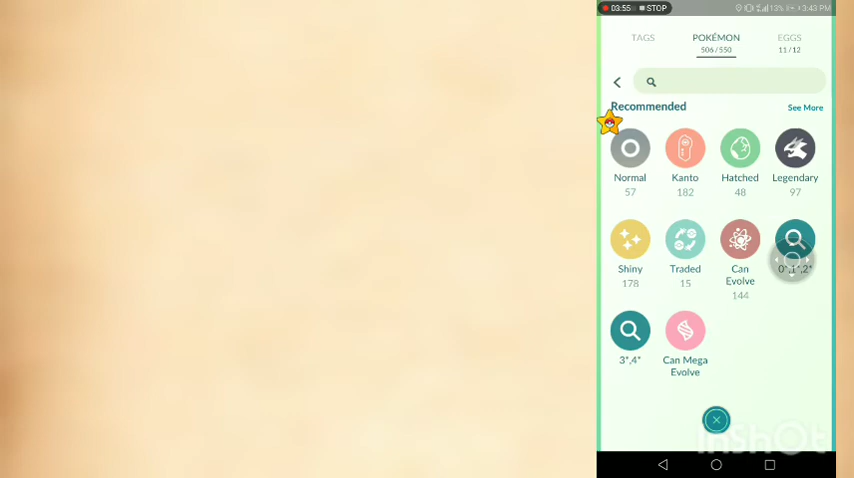 03:55 STOP 13% 3:43 PM
TAGS POKÉMON EGGS
506 / 550 11 / 12
Recommended See More
Normal Kanto Hatched Legendary
57 182 48 97
Shiny Traded Can Evolve 0*,1*,2*
178 15 144
3*,4* Can Mega Evolve
InShot